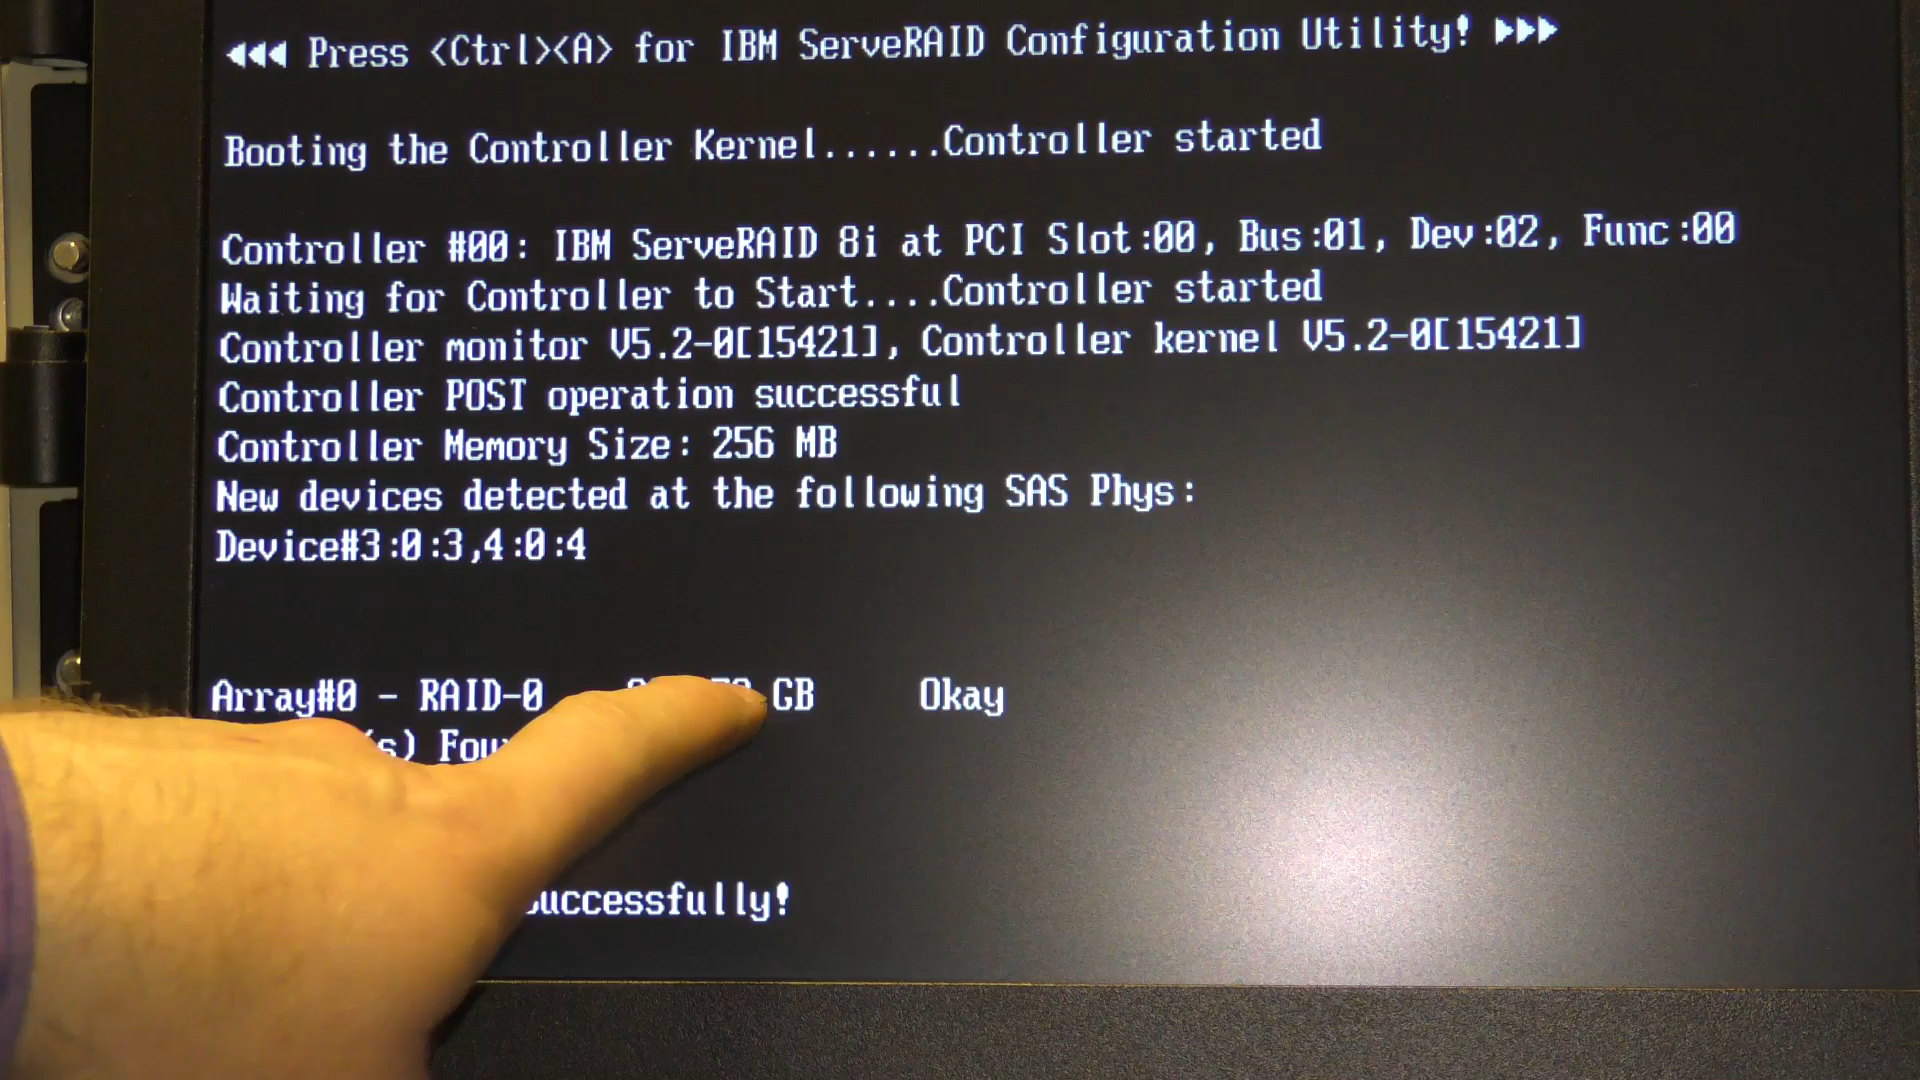 ◄◄◄ Press <Ctrl><A> for IBM ServeRAID Configuration Utility! ►►►
Booting the Controller Kernel......Controller started
Controller #00: IBM ServeRAID 8i at PCI Slot:00, Bus:01, Dev:02, Func:00
Waiting for Controller to Start....Controller started
Controller monitor V5.2-0[15421], Controller kernel V5.2-0[15421]
Controller POST operation successful
Controller Memory Size: 256 MB
New devices detected at the following SAS Phys:
Device#3:0:3,4:0:4
Array#0 - RAID-0 GB Okay
(s)
successfully!